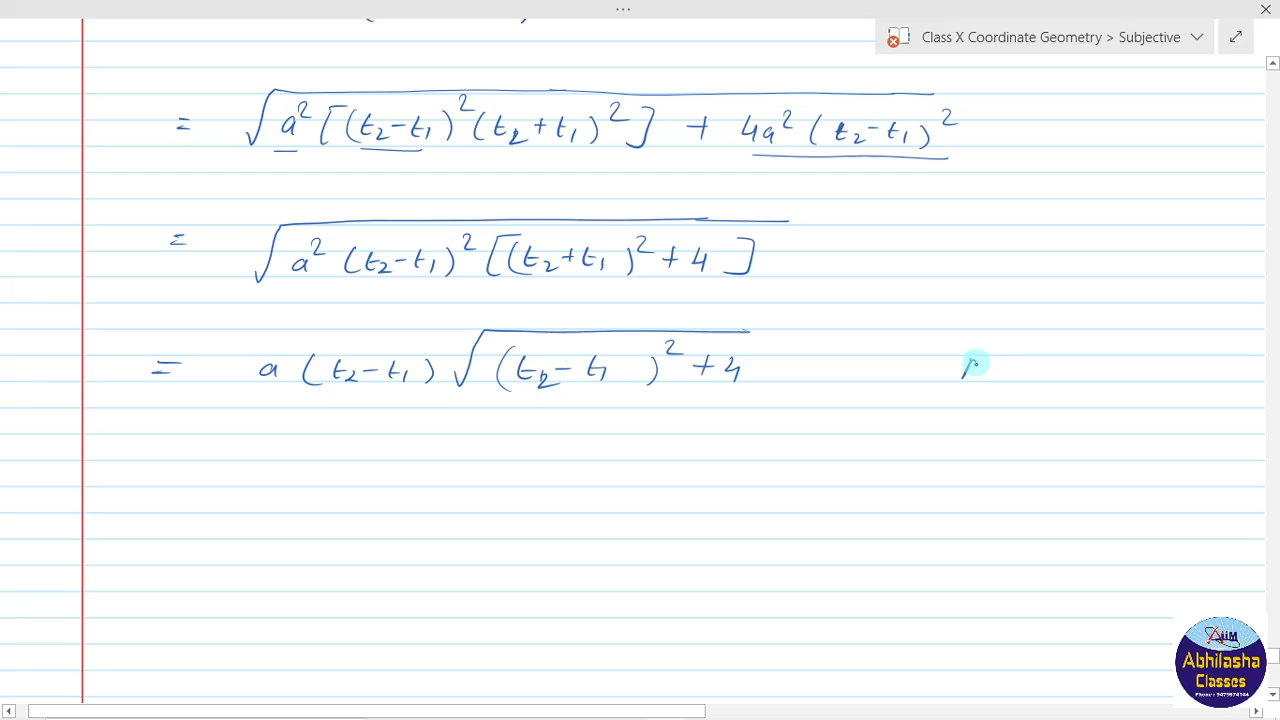 Class X Coordinate Geometry > Subjective
= √(a² [(t₂−t₁)² (t₂+t₁)²] + 4a² (t₂−t₁)²)
= √(a² (t₂−t₁)² [(t₂+t₁)² + 4])
= a (t₂−t₁) √((t₂−t₁)² + 4)
AIM
Abhilasha
Classes